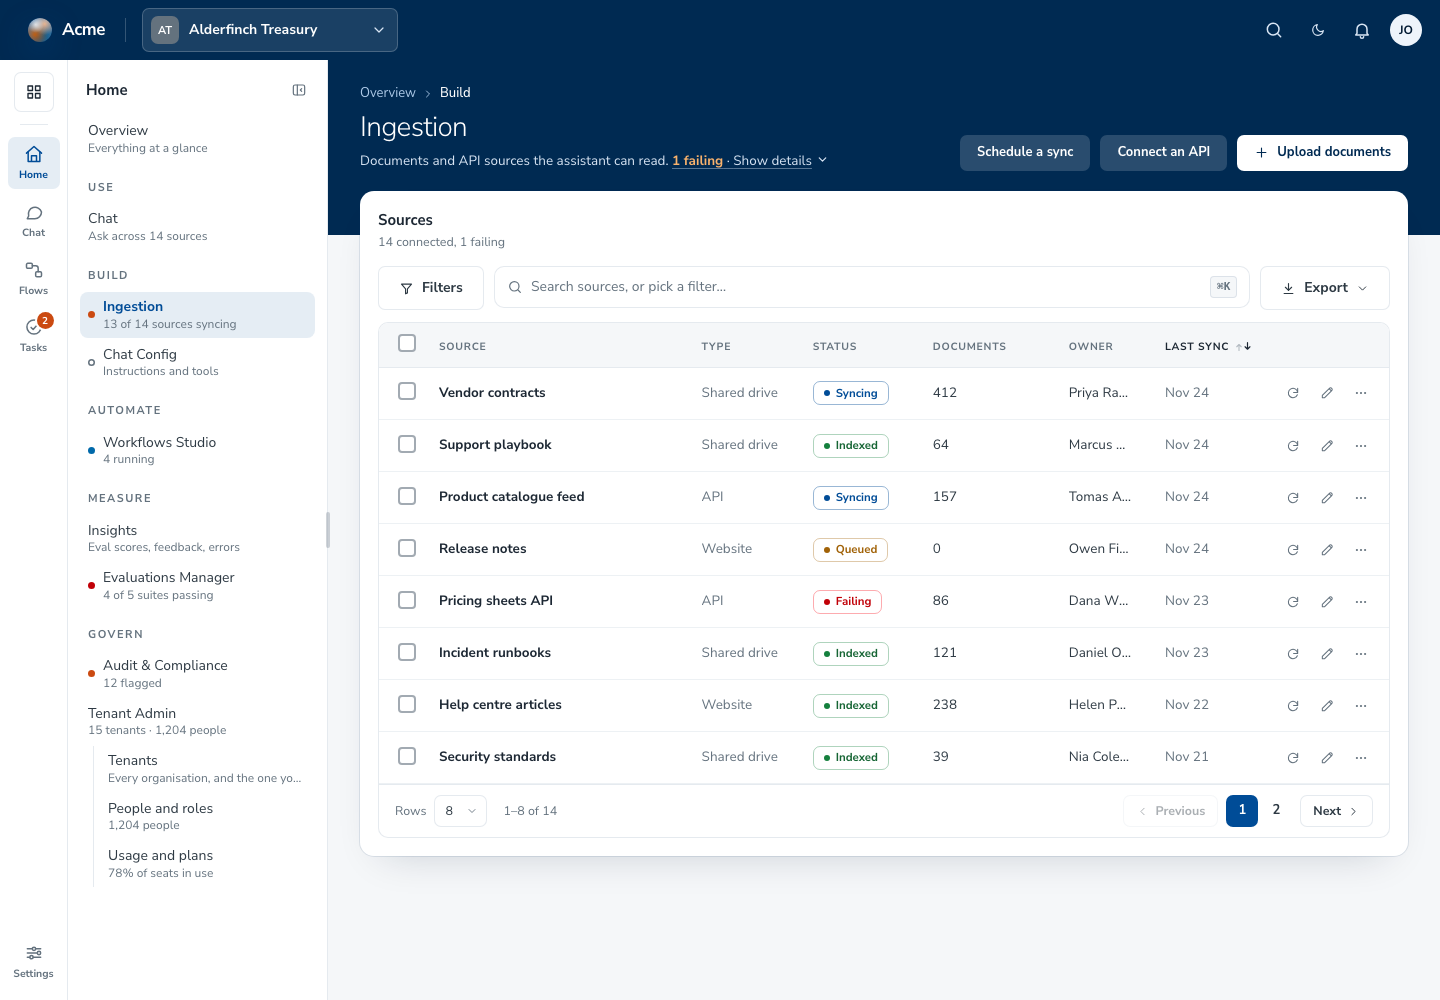 Acme
AT
Alderfinch Treasury
JO
Home
Chat
Flows
2
Tasks
Settings
Home
Overview
Everything at a glance
USE
Chat
Ask across 14 sources
BUILD
Ingestion
13 of 14 sources syncing
Chat Config
Instructions and tools
AUTOMATE
Workflows Studio
4 running
MEASURE
Insights
Eval scores, feedback, errors
Evaluations Manager
4 of 5 suites passing
GOVERN
Audit & Compliance
12 flagged
Tenant Admin
15 tenants · 1,204 people
Tenants
Every organisation, and the one yo...
People and roles
1,204 people
Usage and plans
78% of seats in use
Overview Build
Ingestion
Documents and API sources the assistant can read. 1 failing · Show details
Schedule a sync
Connect an API
Upload documents
Sources
14 connected, 1 failing
Filters
Search sources, or pick a filter...
⌘K
Export
SOURCE TYPE STATUS DOCUMENTS OWNER LAST SYNC ↑↓
Vendor contracts Shared drive Syncing 412 Priya Ra... Nov 24
Support playbook Shared drive Indexed 64 Marcus ... Nov 24
Product catalogue feed API Syncing 157 Tomas A... Nov 24
Release notes Website Queued 0 Owen Fi... Nov 24
Pricing sheets API API Failing 86 Dana W... Nov 23
Incident runbooks Shared drive Indexed 121 Daniel O... Nov 23
Help centre articles Website Indexed 238 Helen P... Nov 22
Security standards Shared drive Indexed 39 Nia Cole... Nov 21
Rows 8 1–8 of 14 Previous 1 2 Next